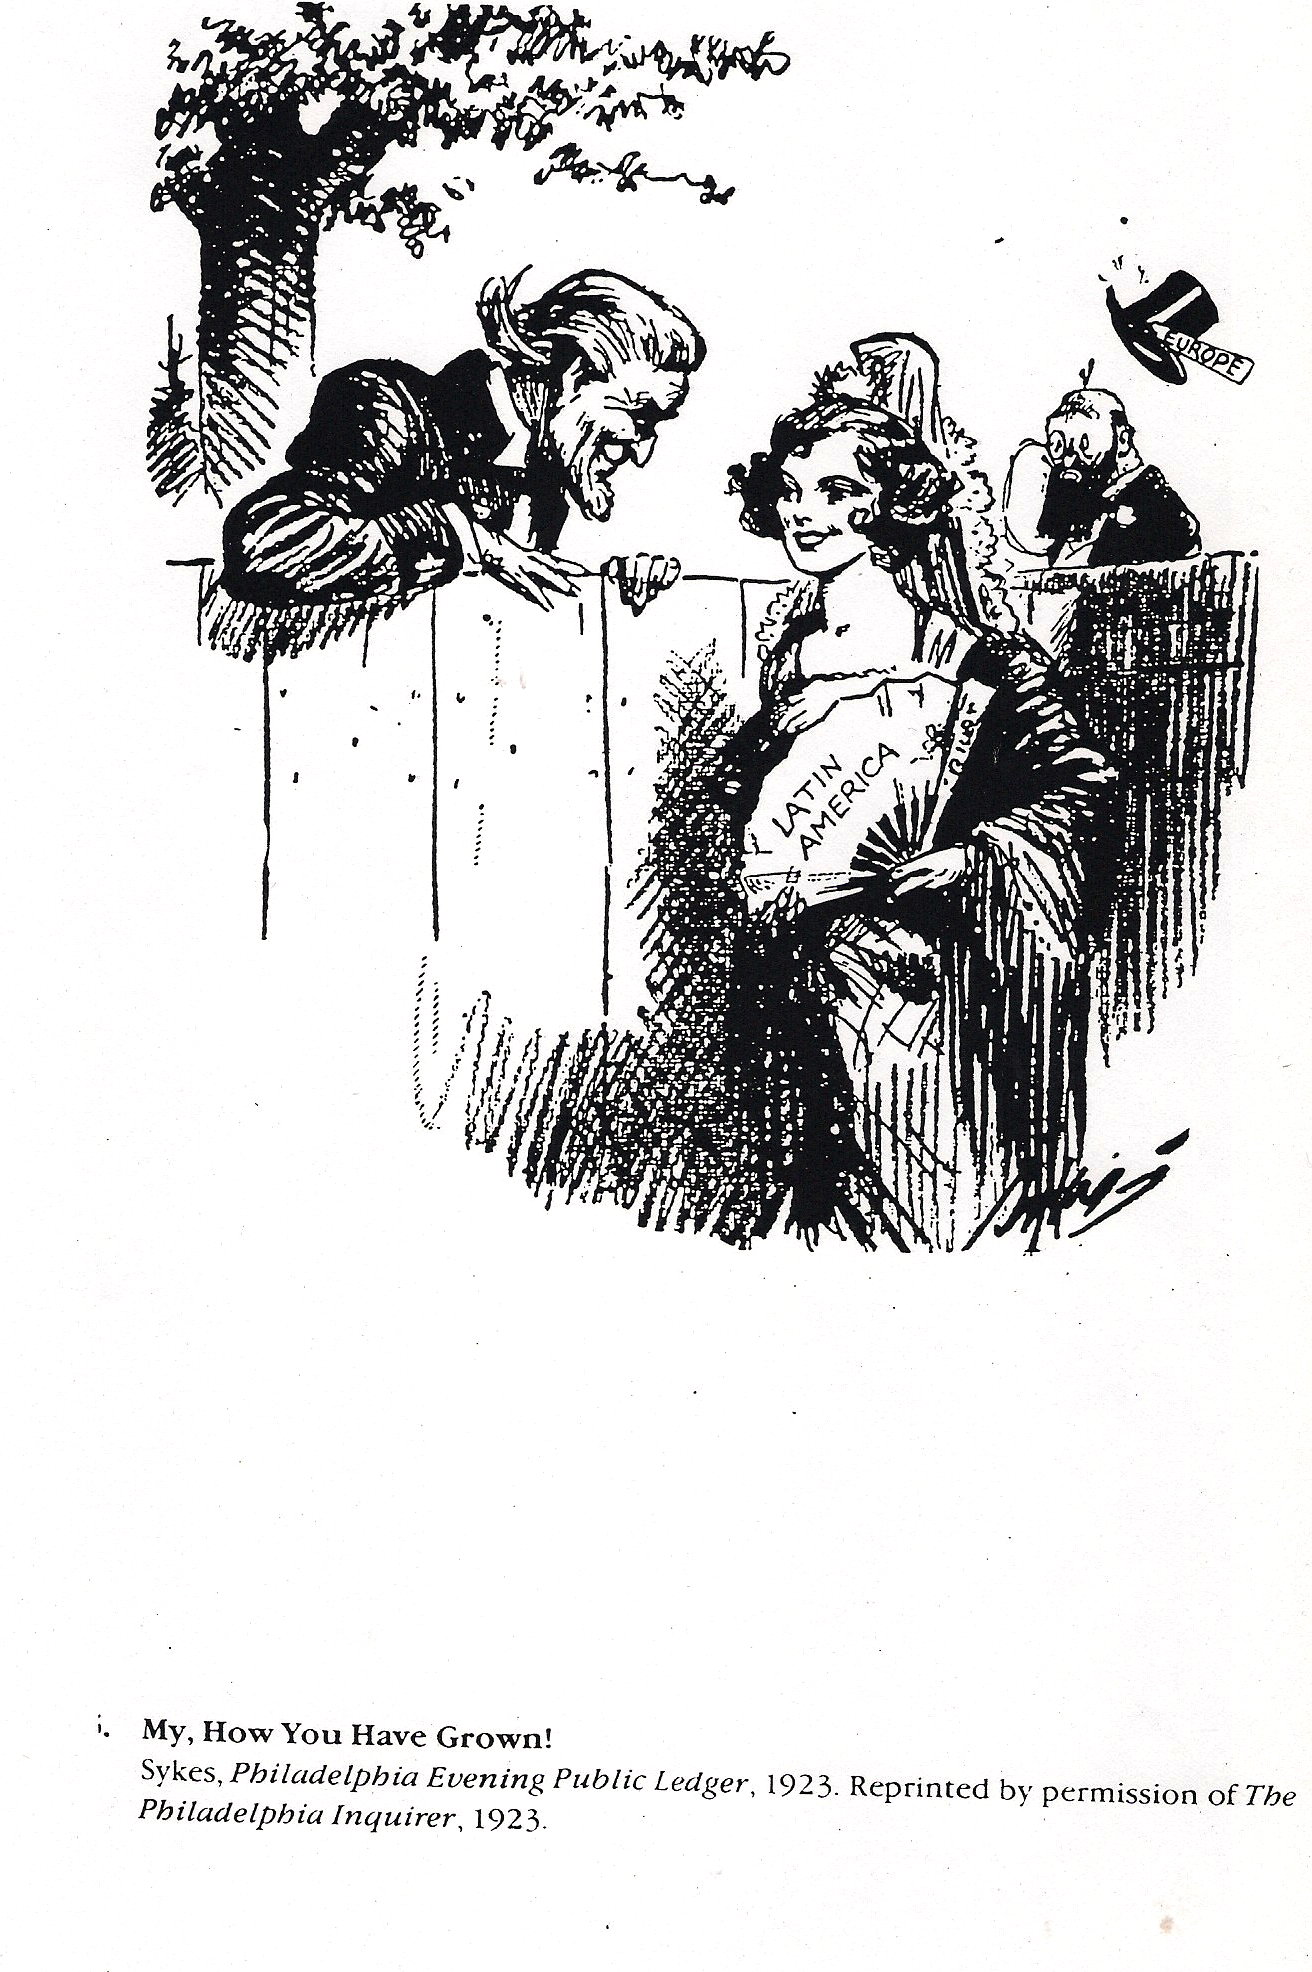 EUROPE
LATIN
AMERICA
i. My, How You Have Grown!
Sykes, Philadelphia Evening Public Ledger, 1923. Reprinted by permission of The
Philadelphia Inquirer, 1923.